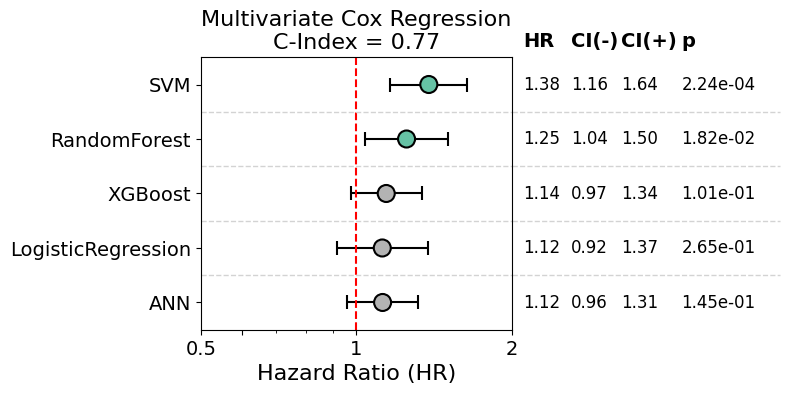 Multivariate Cox Regression
C-Index = 0.77
HR CI(-) CI(+) p
SVM 1.38 1.16 1.64 2.24e-04
RandomForest 1.25 1.04 1.50 1.82e-02
XGBoost 1.14 0.97 1.34 1.01e-01
LogisticRegression 1.12 0.92 1.37 2.65e-01
ANN 1.12 0.96 1.31 1.45e-01
0.5 1 2
Hazard Ratio (HR)